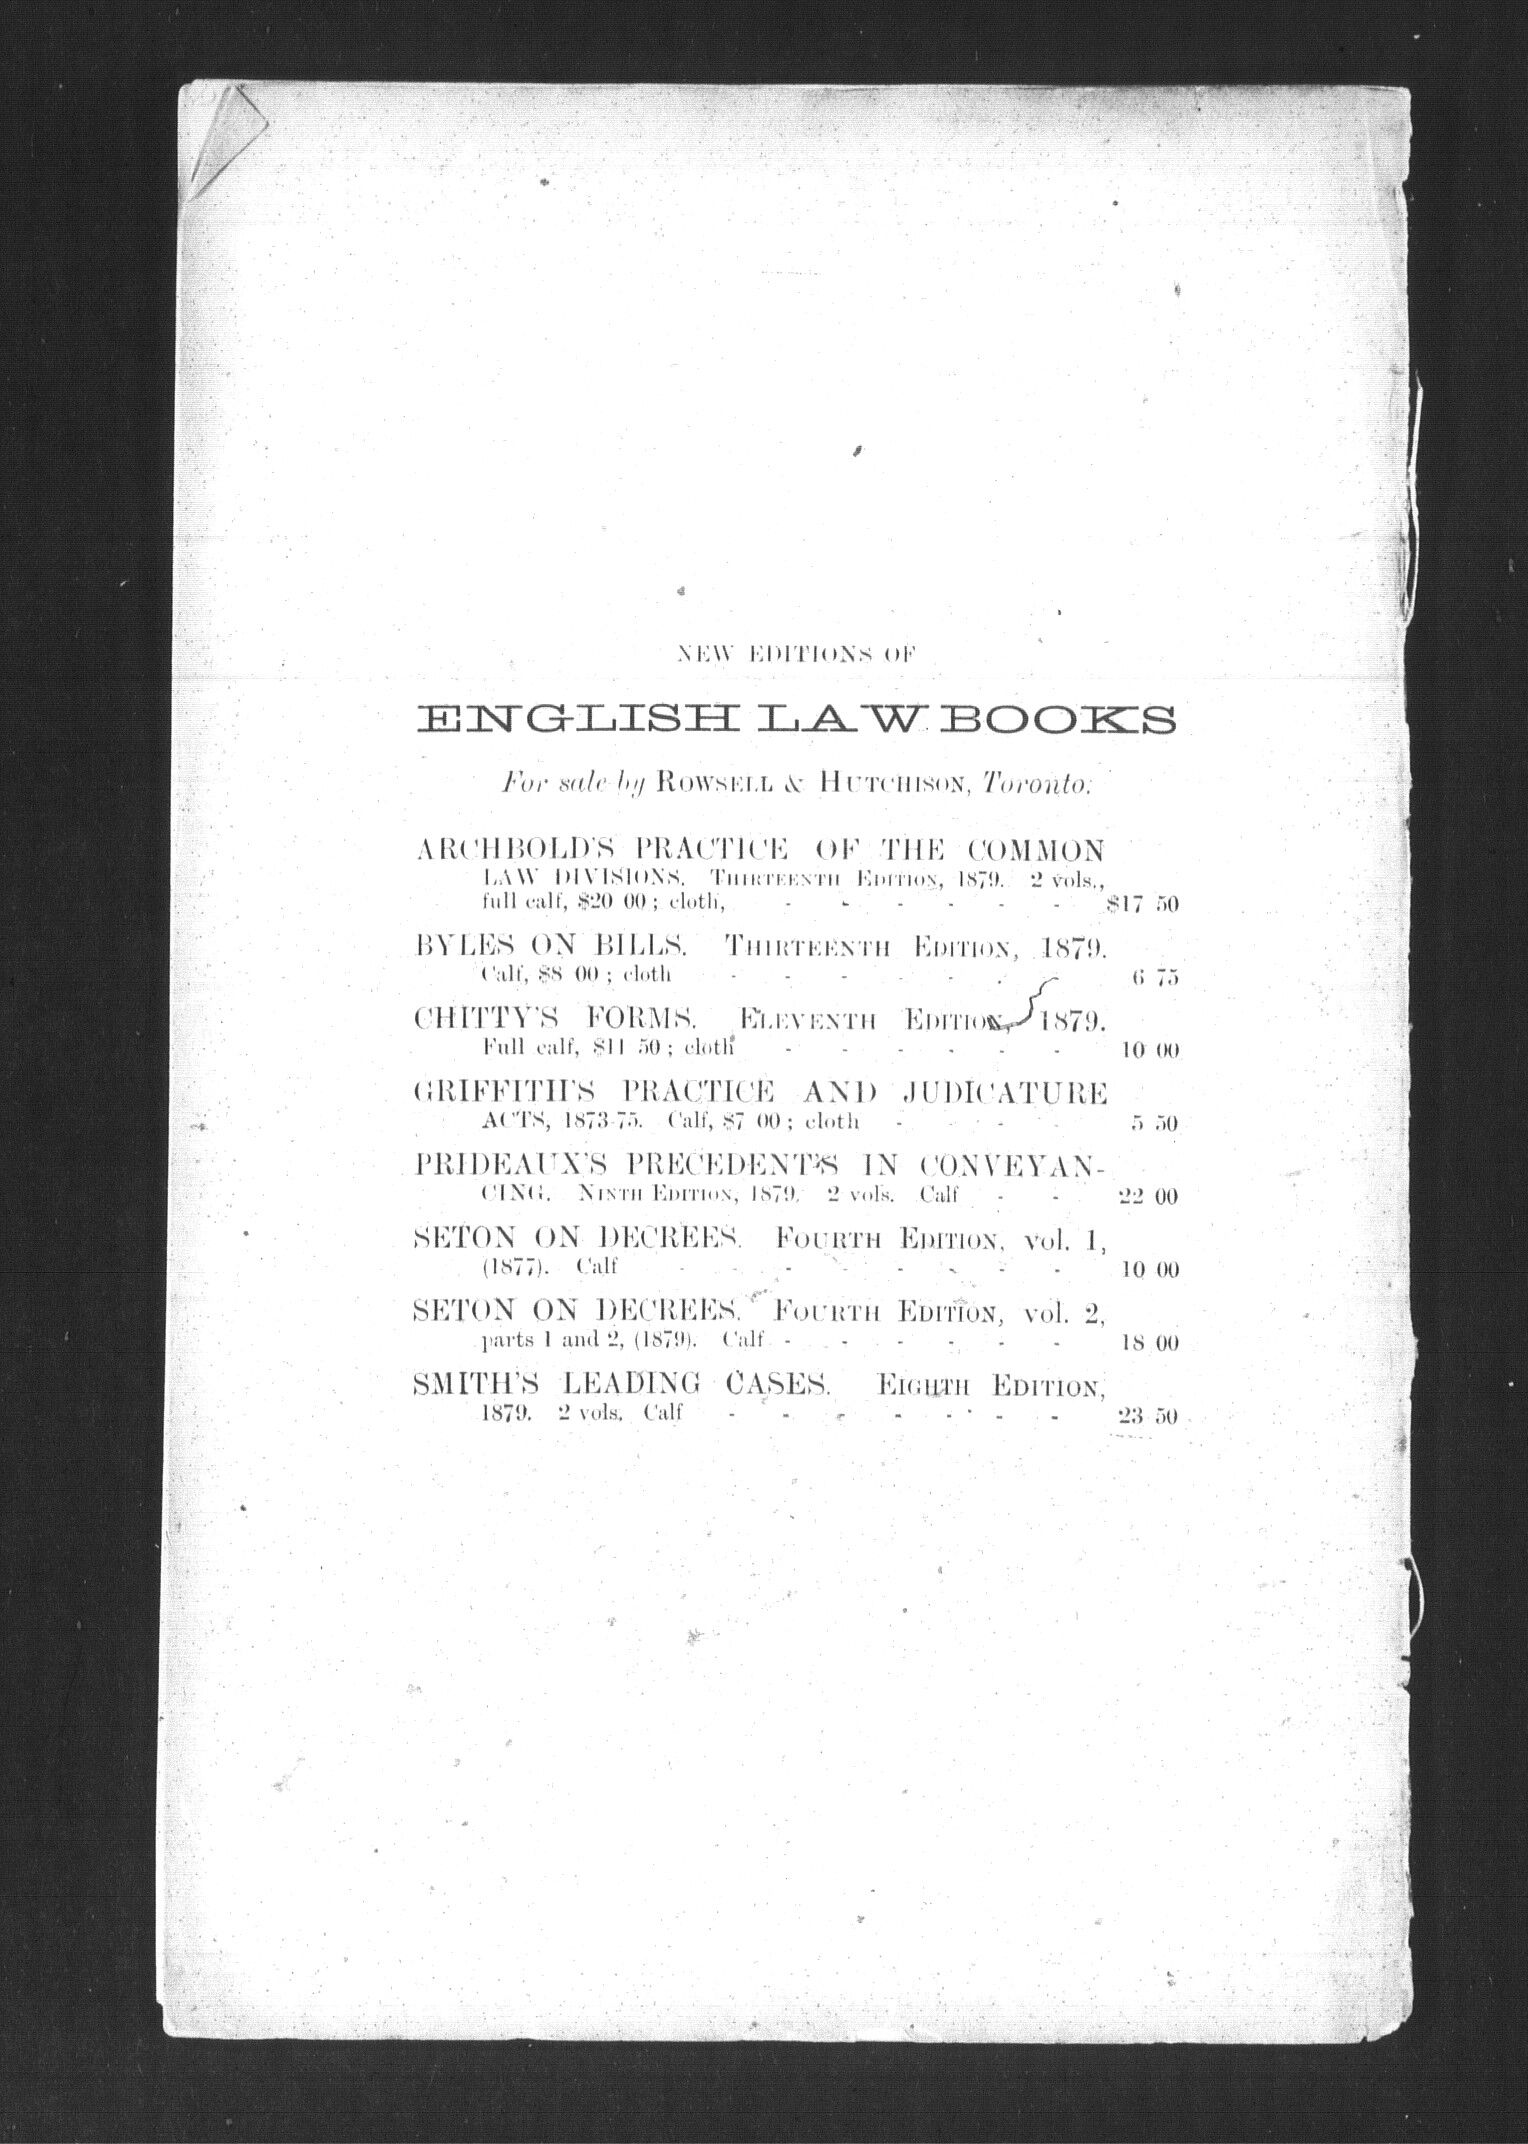 NEW EDITIONS OF
ENGLISH LAW BOOKS
For sale by ROWSELL & HUTCHISON, Toronto:
ARCHBOLD'S PRACTICE OF THE COMMON
LAW DIVISIONS. THIRTEENTH EDITION, 1879. 2 vols.,
full calf, $20 00; cloth, - - - - - - $17 50
BYLES ON BILLS. THIRTEENTH EDITION, 1879.
Calf, $8 00; cloth - - - - - - 6 75
CHITTY'S FORMS. ELEVENTH EDITION, 1879.
Full calf, $11 50; cloth - - - - - - 10 00
GRIFFITH'S PRACTICE AND JUDICATURE
ACTS, 1873-75. Calf, $7 00; cloth - - - - 5 50
PRIDEAUX'S PRECEDENT'S IN CONVEYAN-
CING. NINTH EDITION, 1879. 2 vols. Calf - - 22 00
SETON ON DECREES. FOURTH EDITION, vol. 1,
(1877). Calf - - - - - - - - 10 00
SETON ON DECREES. FOURTH EDITION, vol. 2,
parts 1 and 2, (1879). Calf - - - - - - 18 00
SMITH'S LEADING CASES. EIGHTH EDITION,
1879. 2 vols. Calf - - - - - - - 23 50